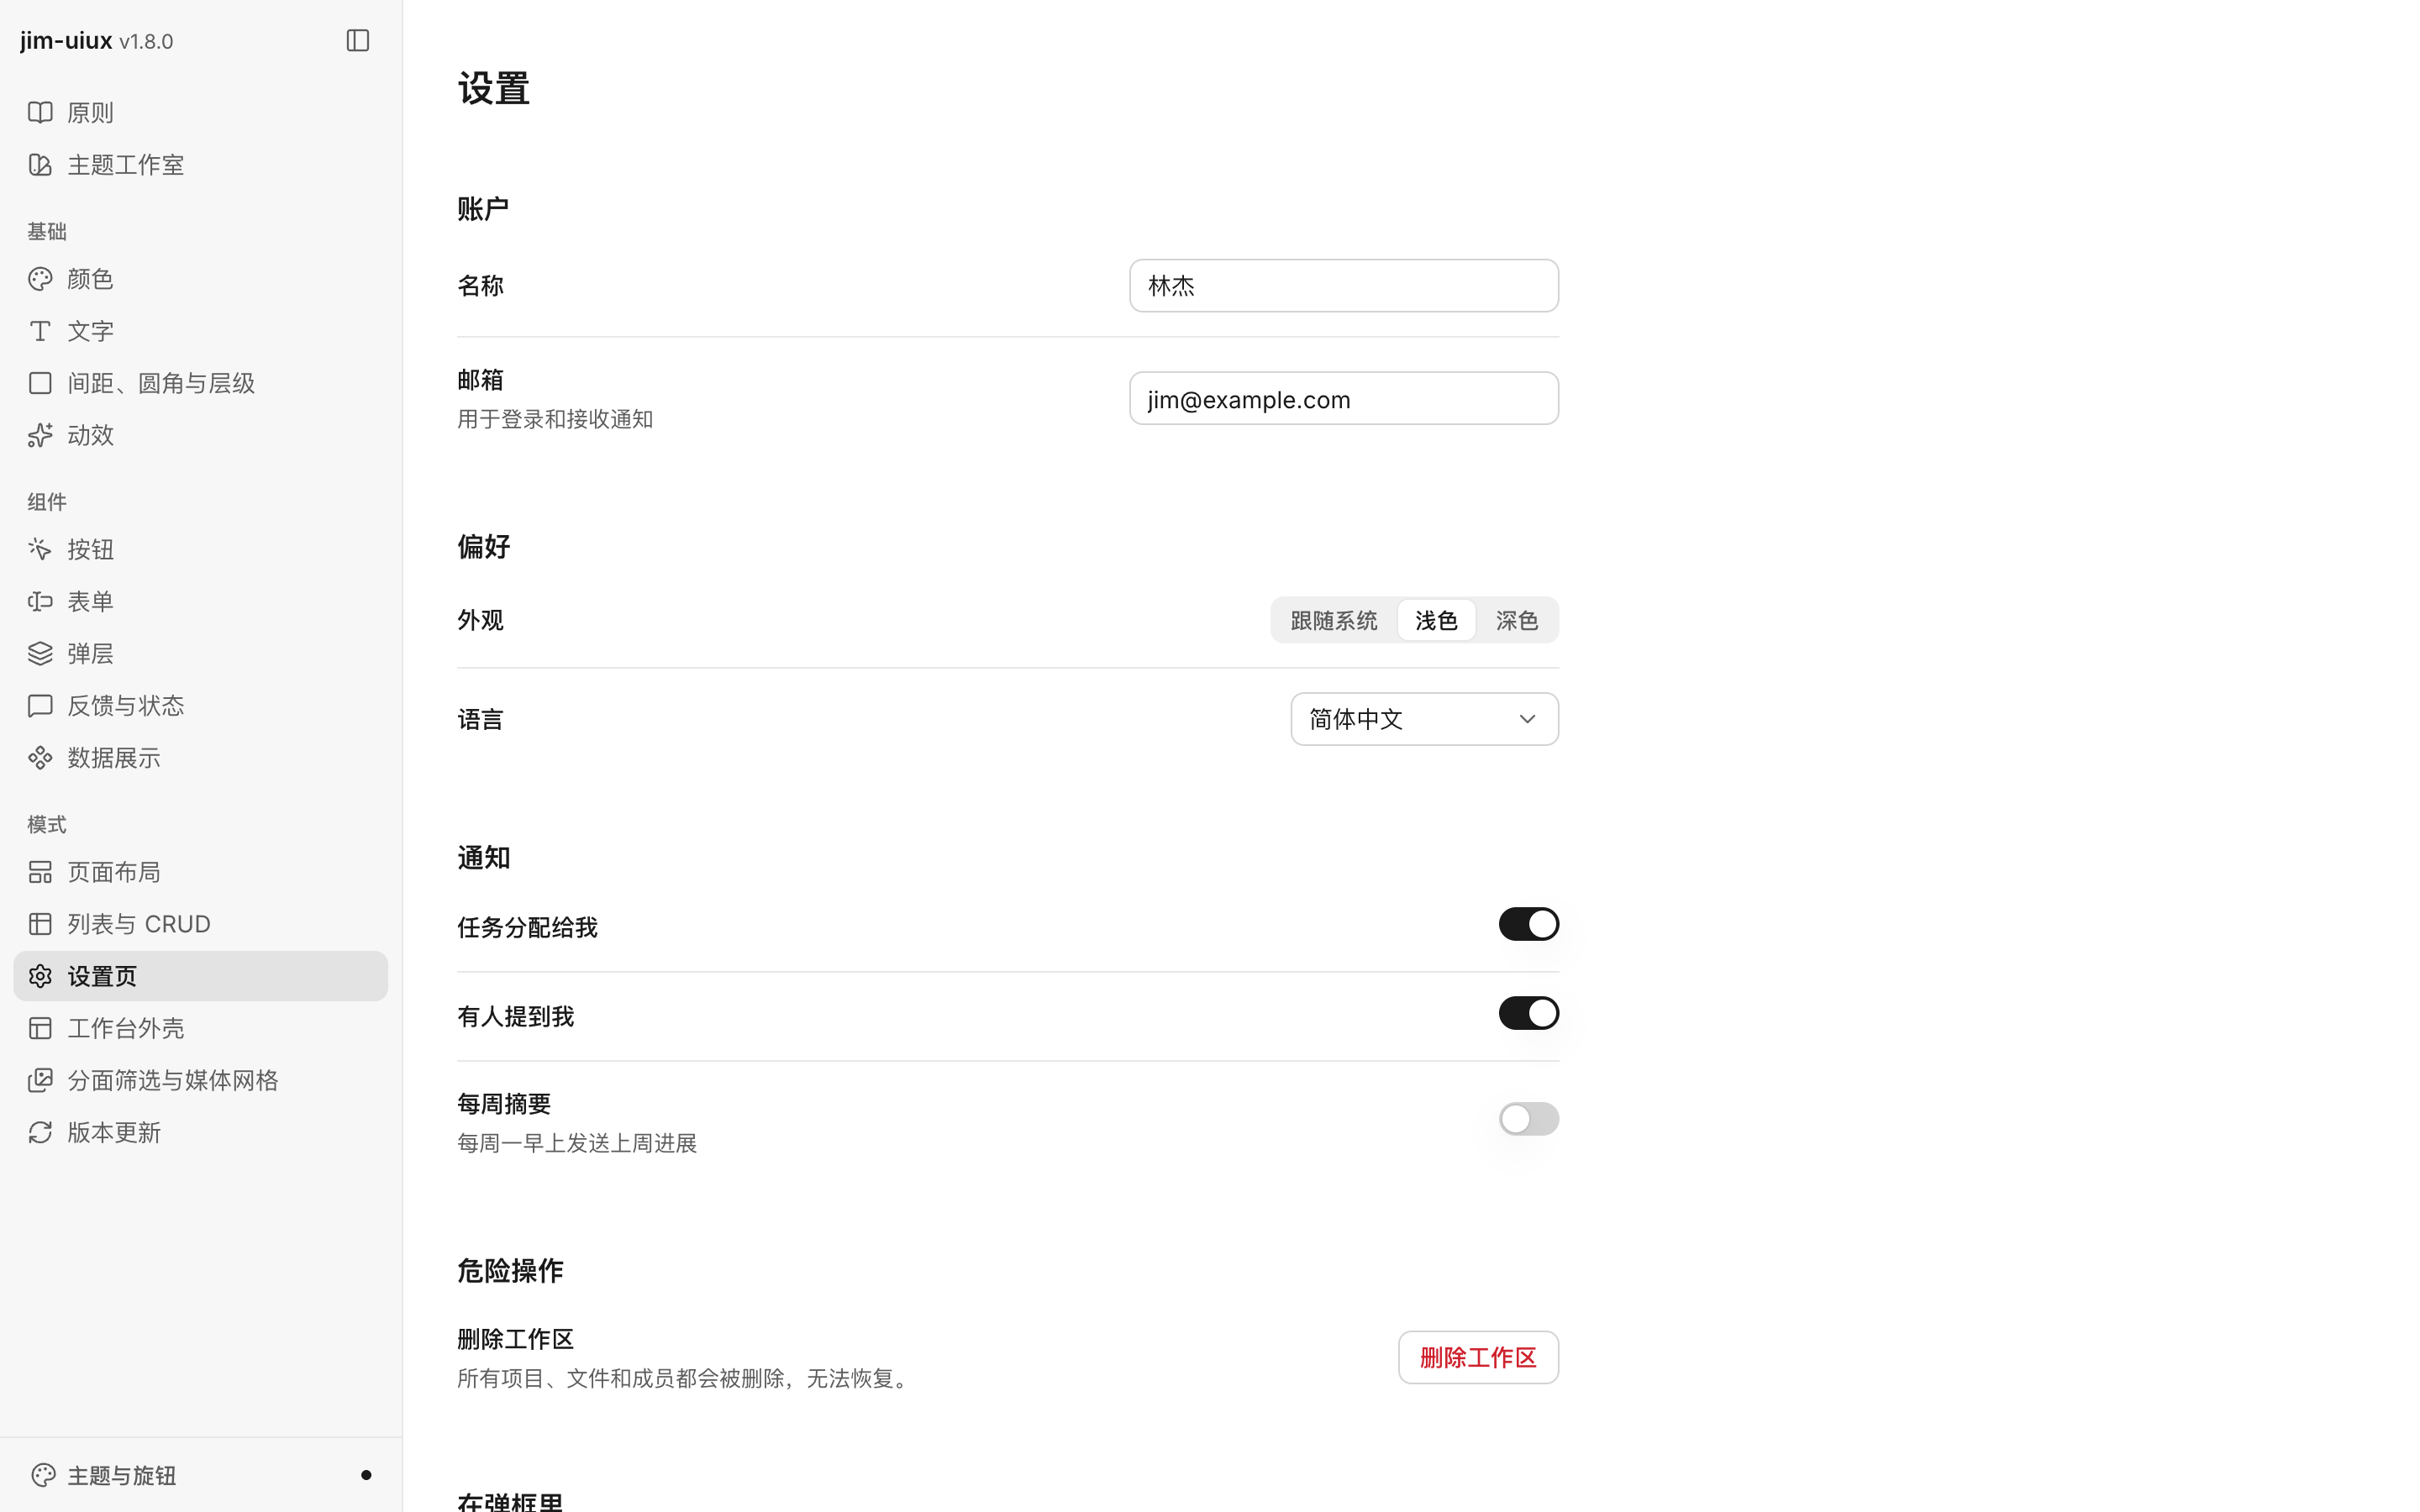 jim-uiux v1.8.0
原则
主题工作室
基础
颜色
文字
间距、圆角与层级
动效
组件
按钮
表单
弹层
反馈与状态
数据展示
模式
页面布局
列表与 CRUD
设置页
工作台外壳
分面筛选与媒体网格
版本更新
主题与旋钮
设置
账户
名称
林杰
邮箱
用于登录和接收通知
jim@example.com
偏好
外观
跟随系统 浅色 深色
语言
简体中文
通知
任务分配给我
有人提到我
每周摘要
每周一早上发送上周进展
危险操作
删除工作区
所有项目、文件和成员都会被删除，无法恢复。
删除工作区
在弹框里